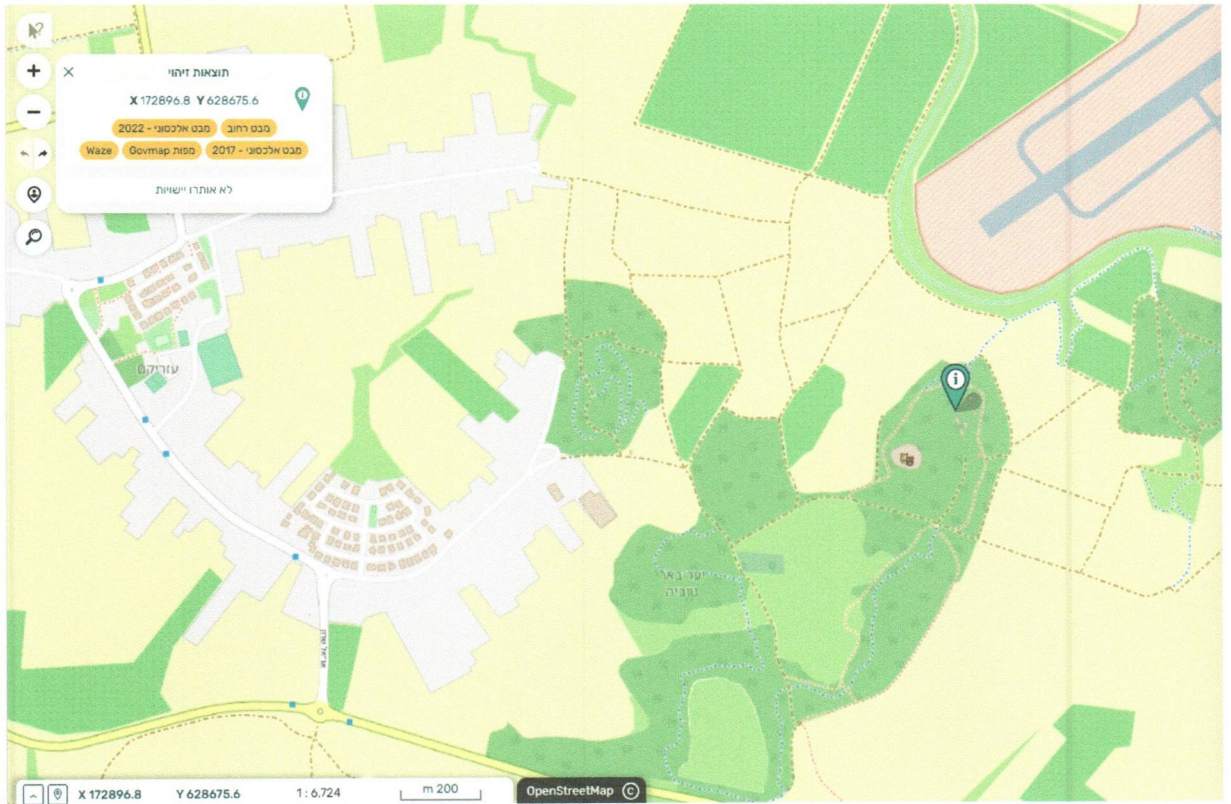 תוצאות זיהוי
X 172896.8 Y 628675.6
מבט רחוב מבט אלכסוני - 2022
מבט אלכסוני - 2017 מפות Govmap Waze
לא אותרו יישויות
עזריקם
יער באר
טוביה
X 172896.8 Y 628675.6 1 : 6,724 m 200 OpenStreetMap ©